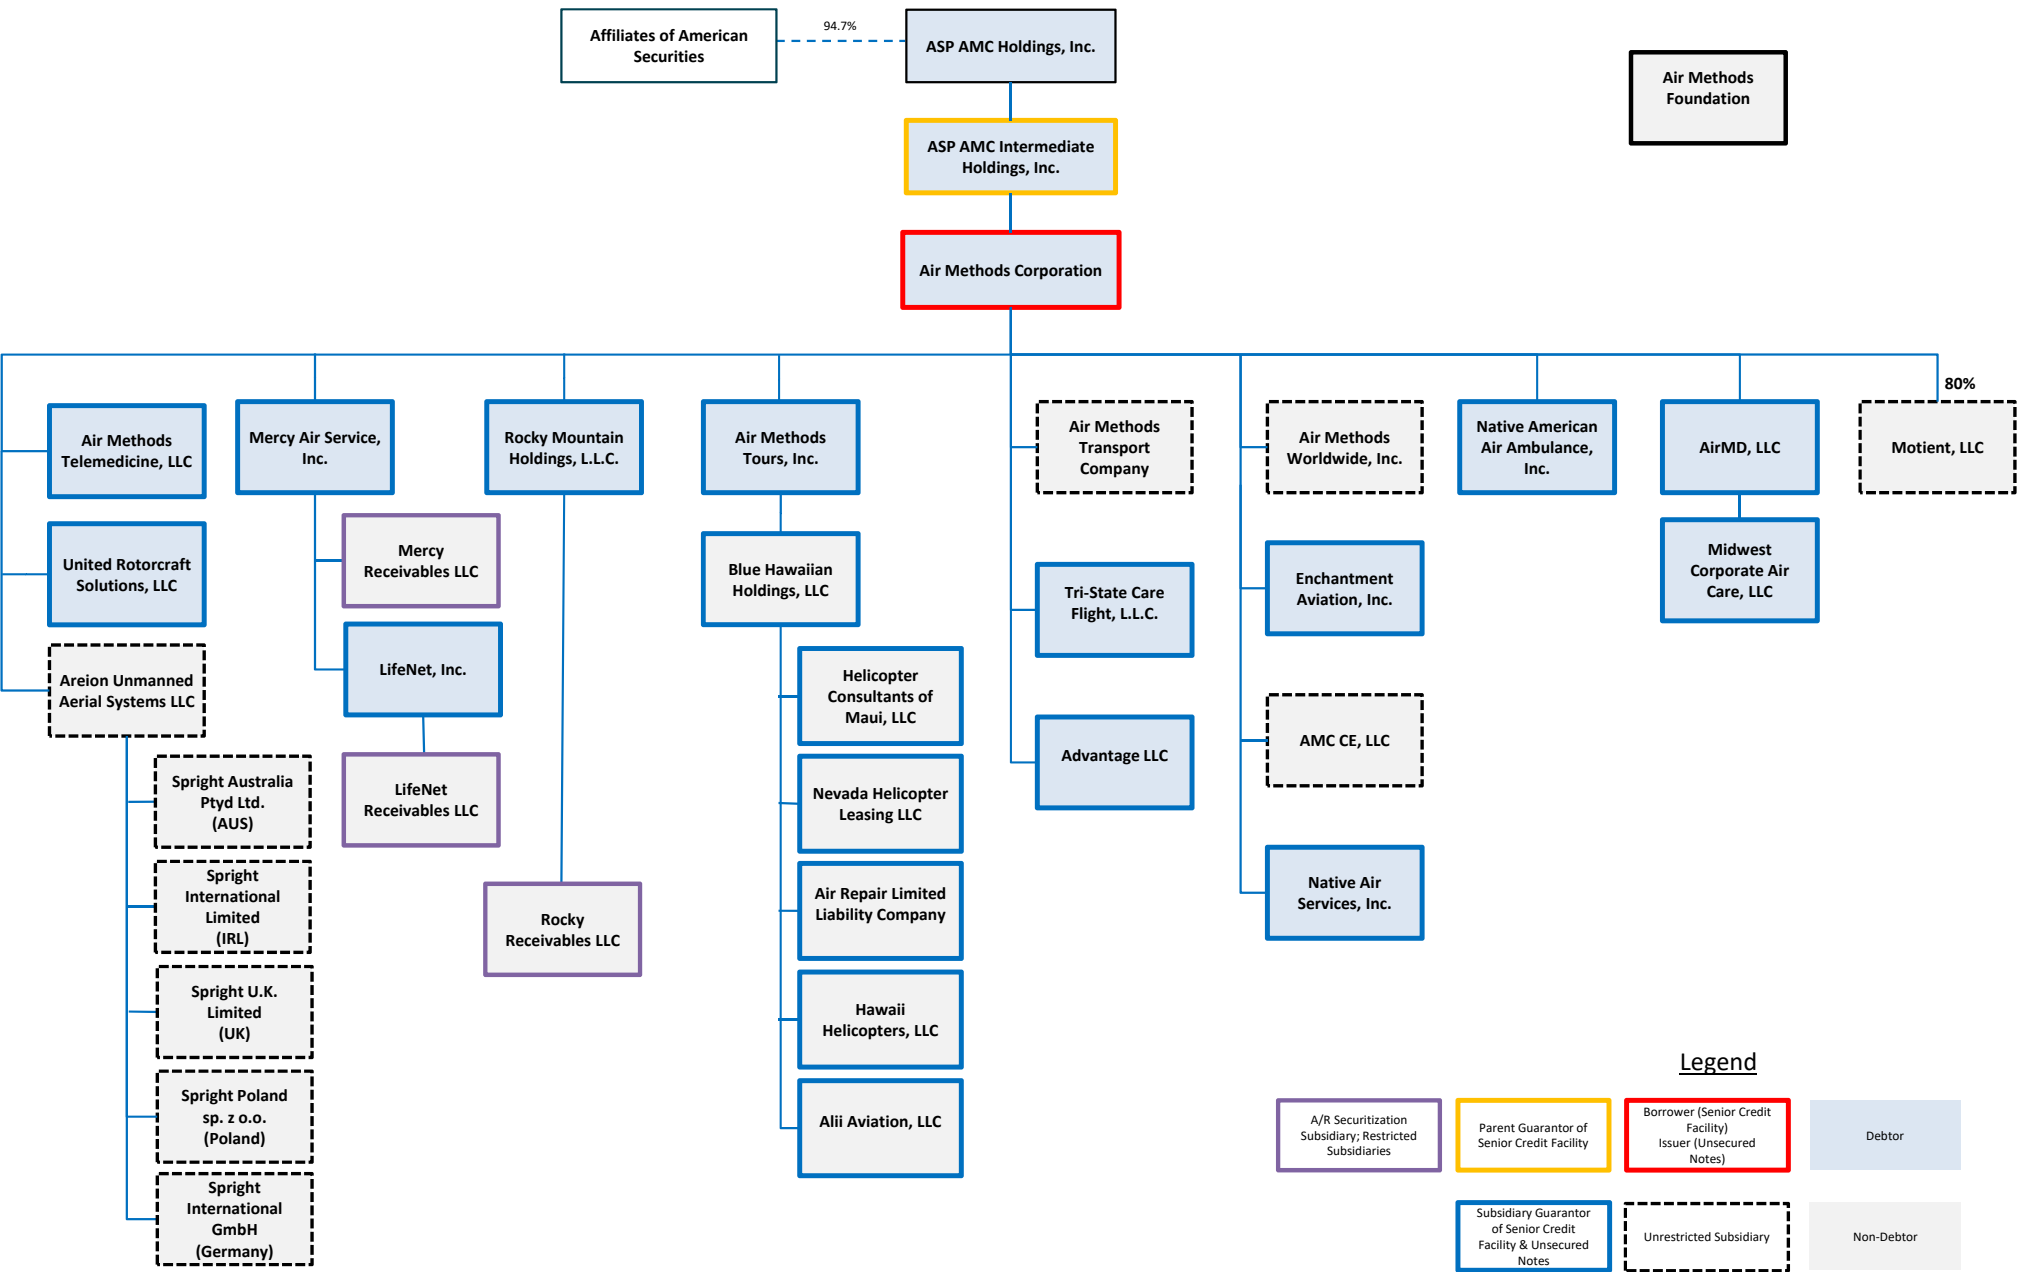 Affiliates of American
Securities
94.7%
ASP AMC Holdings, Inc.
Air Methods
Foundation
ASP AMC Intermediate
Holdings, Inc.
Air Methods Corporation
80%
Air Methods
Telemedicine, LLC
Mercy Air Service,
Inc.
Rocky Mountain
Holdings, L.L.C.
Air Methods
Tours, Inc.
Air Methods
Transport
Company
Air Methods
Worldwide, Inc.
Native American
Air Ambulance,
Inc.
AirMD, LLC
Motient, LLC
United Rotorcraft
Solutions, LLC
Mercy
Receivables LLC
Blue Hawaiian
Holdings, LLC
Tri-State Care
Flight, L.L.C.
Enchantment
Aviation, Inc.
Midwest
Corporate Air
Care, LLC
Areion Unmanned
Aerial Systems LLC
LifeNet, Inc.
Helicopter
Consultants of
Maui, LLC
Advantage LLC
AMC CE, LLC
Spright Australia
Ptyd Ltd.
(AUS)
LifeNet
Receivables LLC
Nevada Helicopter
Leasing LLC
Spright
International
Limited
(IRL)
Rocky
Receivables LLC
Air Repair Limited
Liability Company
Native Air
Services, Inc.
Spright U.K.
Limited
(UK)
Hawaii
Helicopters, LLC
Spright Poland
sp. z o.o.
(Poland)
Alii Aviation, LLC
Spright
International
GmbH
(Germany)
Legend
A/R Securitization
Subsidiary; Restricted
Subsidiaries
Parent Guarantor of
Senior Credit Facility
Borrower (Senior Credit
Facility)
Issuer (Unsecured
Notes)
Debtor
Subsidiary Guarantor
of Senior Credit
Facility & Unsecured
Notes
Unrestricted Subsidiary
Non-Debtor